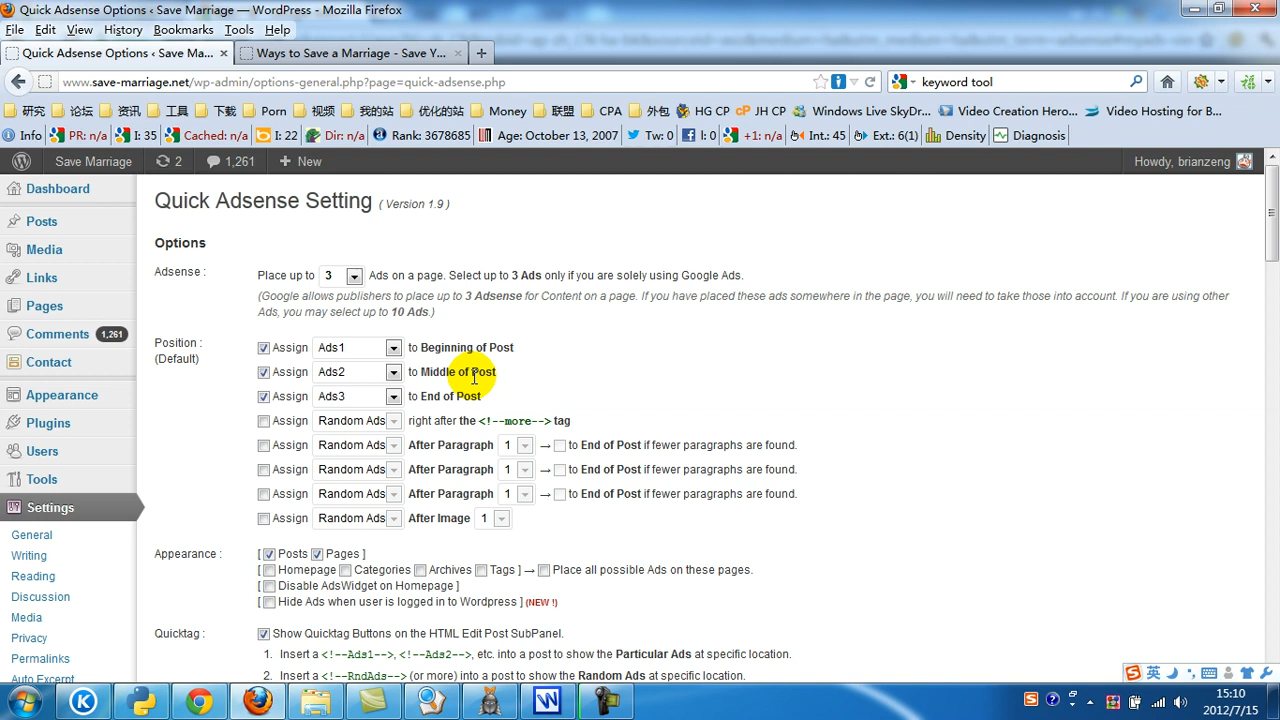 Quick Adsense Options ‹ Save Marriage — WordPress - Mozilla Firefox
File Edit View History Bookmarks Tools Help
Quick Adsense Options ‹ Save Ma... × Ways to Save a Marriage - Save Y... × +
www.save-marriage.net/wp-admin/options-general.php?page=quick-adsense.php keyword tool
研究 论坛 资讯 工具 下载 Porn 视频 我的站 优化的站 Money 联盟 CPA 外包 HG CP JH CP Windows Live SkyDr... Video Creation Hero... Video Hosting for B...
Info PR: n/a I: 35 Cached: n/a I: 22 Dir: n/a Rank: 3678685 Age: October 13, 2007 Tw: 0 I: 0 +1: n/a Int.: 45 Ext.: 6(1) Density Diagnosis
Save Marriage 2 1,261 + New Howdy, brianzeng
Dashboard
Posts
Media
Links
Pages
Comments 1,261
Contact
Appearance
Plugins
Users
Tools
Settings
General
Writing
Reading
Discussion
Media
Privacy
Permalinks
Auto Excerpt
Quick Adsense Setting ( Version 1.9 )
Options
Adsense : Place up to 3 Ads on a page. Select up to 3 Ads only if you are solely using Google Ads.
(Google allows publishers to place up to 3 Adsense for Content on a page. If you have placed these ads somewhere in the page, you will need to take those into account. If you are using other
Ads, you may select up to 10 Ads.)
Position :
(Default)
Assign Ads1 to Beginning of Post
Assign Ads2 to Middle of Post
Assign Ads3 to End of Post
Assign Random Ads right after the <!--more--> tag
Assign Random Ads After Paragraph 1 → to End of Post if fewer paragraphs are found.
Assign Random Ads After Paragraph 1 → to End of Post if fewer paragraphs are found.
Assign Random Ads After Paragraph 1 → to End of Post if fewer paragraphs are found.
Assign Random Ads After Image 1
Appearance : [ Posts Pages ]
[ Homepage Categories Archives Tags ] → Place all possible Ads on these pages.
[ Disable AdsWidget on Homepage ]
[ Hide Ads when user is logged in to Wordpress ] (NEW !)
Quicktag : Show Quicktag Buttons on the HTML Edit Post SubPanel.
1. Insert a <!--Ads1-->, <!--Ads2-->, etc. into a post to show the Particular Ads at specific location.
2. Insert a <!--RndAds--> (or more) into a post to show the Random Ads at specific location.
英
15:10
2012/7/15